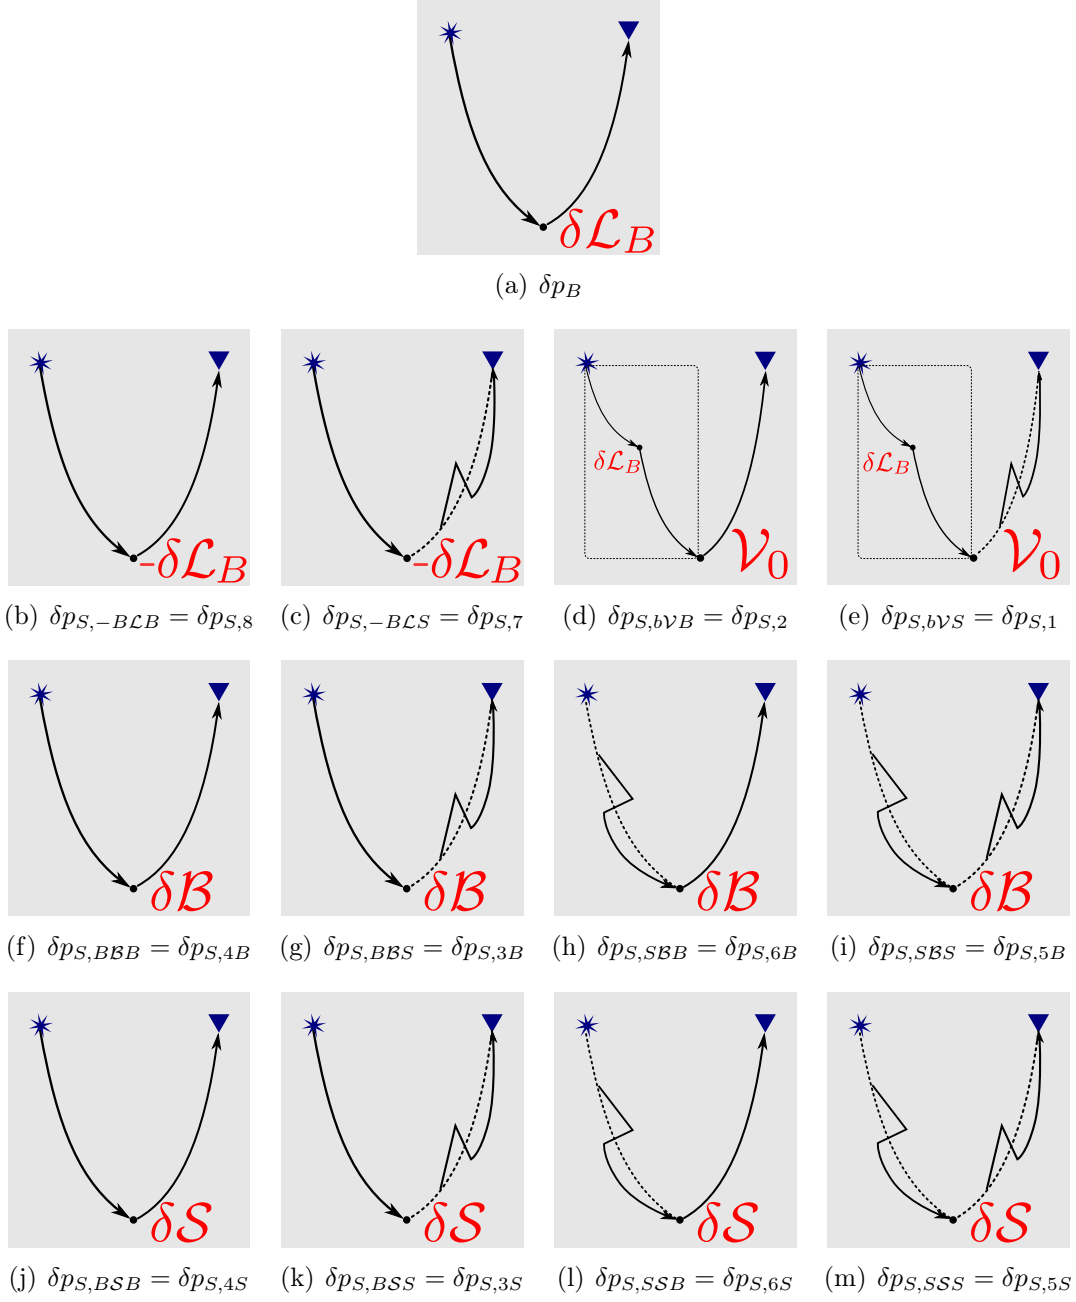 δℒ_B
(a) δp_B
-δℒ_B -δℒ_B δℒ_B 𝒱_0 δℒ_B 𝒱_0
(b) δp_{S,−BℒB} = δp_{S,8} (c) δp_{S,−BℒS} = δp_{S,7} (d) δp_{S,b𝒱B} = δp_{S,2} (e) δp_{S,b𝒱S} = δp_{S,1}
δℬ δℬ δℬ δℬ
(f) δp_{S,BℬB} = δp_{S,4B} (g) δp_{S,BℬS} = δp_{S,3B} (h) δp_{S,SℬB} = δp_{S,6B} (i) δp_{S,SℬS} = δp_{S,5B}
δ𝒮 δ𝒮 δ𝒮 δ𝒮
(j) δp_{S,B𝒮B} = δp_{S,4S} (k) δp_{S,B𝒮S} = δp_{S,3S} (l) δp_{S,S𝒮B} = δp_{S,6S} (m) δp_{S,S𝒮S} = δp_{S,5S}